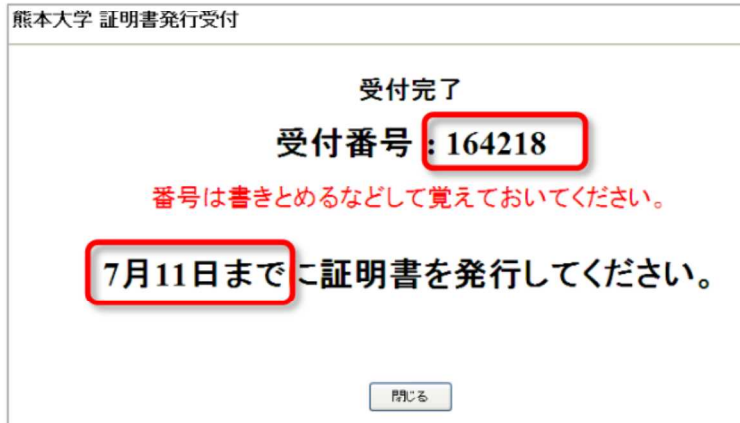 熊本大学 証明書発行受付
受付完了
受付番号 : 164218
番号は書きとめるなどして覚えておいてください。
7月11日までに証明書を発行してください。
閉じる